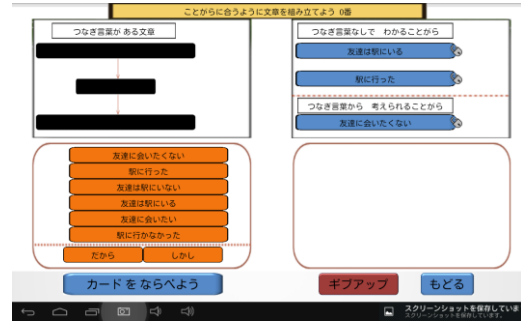 ことがらに合うように文章を組み立てよう 0番
つなぎ言葉が ある文章
つなぎ言葉なしで わかることがら
友達は駅にいる
駅に行った
つなぎ言葉から 考えられることがら
友達に会いたくない
友達に会いたくない
駅に行った
友達は駅にいない
友達は駅にいる
友達に会いたい
駅に行かなかった
だから
しかし
カード を ならべよう
ギブアップ
もどる
スクリーンショットを保存していま
スクリーンショットを保存しています。